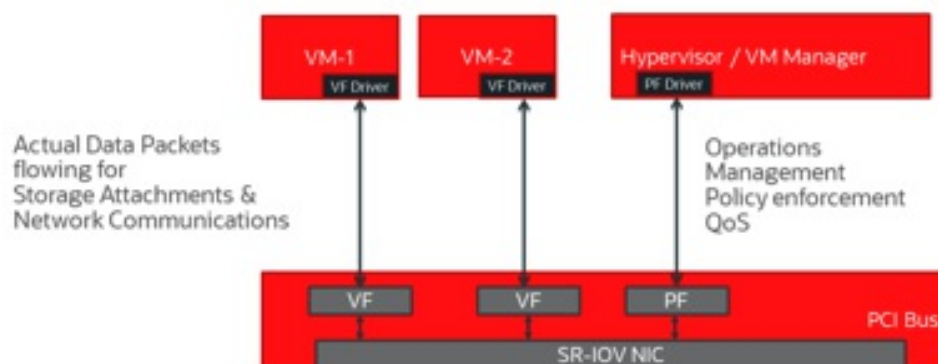 VM-1
VF Driver
VM-2
VF Driver
Hypervisor / VM Manager
PF Driver
Actual Data Packets
flowing for
Storage Attachments &
Network Communications
Operations
Management
Policy enforcement
QoS
VF
VF
PF
PCI Bus
SR-IOV NIC